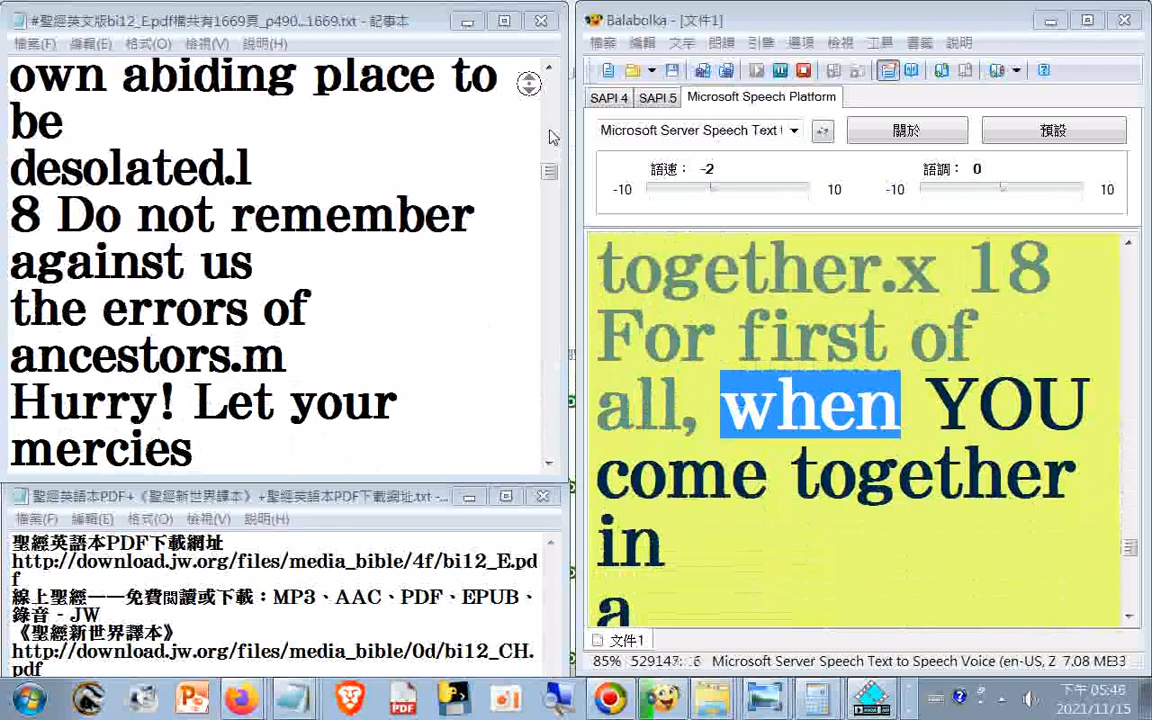 #聖經英文版bi12_E.pdf檔共有1669頁_p490...1669.txt - 記事本
檔案(F) 編輯(E) 格式(O) 檢視(V) 說明(H)
own abiding place to
be
desolated.l
8 Do not remember
against us
the errors of
ancestors.m
Hurry! Let your
mercies
聖經英語本PDF+《聖經新世界譯本》+聖經英語本PDF下載網址.txt -...
檔案(F) 編輯(E) 格式(O) 檢視(V) 說明(H)
聖經英語本PDF下載網址
http://download.jw.org/files/media_bible/4f/bi12_E.pd
f
線上聖經——免費閱讀或下載：MP3、AAC、PDF、EPUB、
錄音 - JW
《聖經新世界譯本》
http://download.jw.org/files/media_bible/0d/bi12_CH.
pdf
Balabolka - [文件1]
檔案 編輯 文字 朗讀 引擎 選項 檢視 工具 書籤 說明
SAPI 4 SAPI 5 Microsoft Speech Platform
Microsoft Server Speech Text 關於 預設
語速： -2 語調： 0
-10 10 -10 10
together.x 18
For first of
all, when YOU
come together
in
a
文件1
85% 529147: Microsoft Server Speech Text to Speech Voice (en-US, Z 7.08 MB
PDF
下午 05:46
2021/11/15